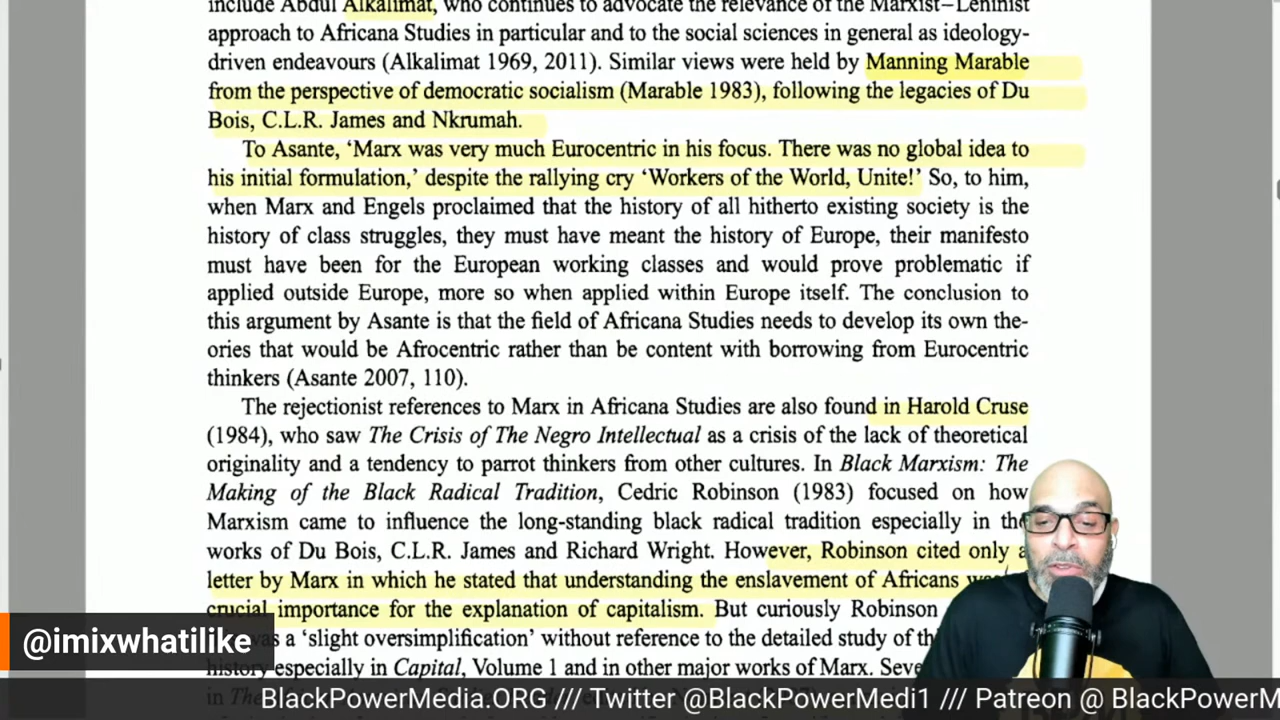 include Abdul Alkalimat, who continues to advocate the relevance of the Marxist–Leninist
approach to Africana Studies in particular and to the social sciences in general as ideology-
driven endeavours (Alkalimat 1969, 2011). Similar views were held by Manning Marable
from the perspective of democratic socialism (Marable 1983), following the legacies of Du
Bois, C.L.R. James and Nkrumah.
To Asante, ‘Marx was very much Eurocentric in his focus. There was no global idea to
his initial formulation,’ despite the rallying cry ‘Workers of the World, Unite!’ So, to him,
when Marx and Engels proclaimed that the history of all hitherto existing society is the
history of class struggles, they must have meant the history of Europe, their manifesto
must have been for the European working classes and would prove problematic if
applied outside Europe, more so when applied within Europe itself. The conclusion to
this argument by Asante is that the field of Africana Studies needs to develop its own the-
ories that would be Afrocentric rather than be content with borrowing from Eurocentric
thinkers (Asante 2007, 110).
The rejectionist references to Marx in Africana Studies are also found in Harold Cruse
(1984), who saw The Crisis of The Negro Intellectual as a crisis of the lack of theoretical
originality and a tendency to parrot thinkers from other cultures. In Black Marxism: The
Making of the Black Radical Tradition, Cedric Robinson (1983) focused on how
Marxism came to influence the long-standing black radical tradition especially in the
works of Du Bois, C.L.R. James and Richard Wright. However, Robinson cited only a
letter by Marx in which he stated that understanding the enslavement of Africans
crucial importance for the explanation of capitalism. But curiously Robinson
a ‘slight oversimplification’ without reference to the detailed study of
history especially in Capital, Volume 1 and in other major works of Marx.
in
@imixwhatilike
BlackPowerMedia.ORG /// Twitter @BlackPowerMedi1 /// Patreon @ BlackPowerM